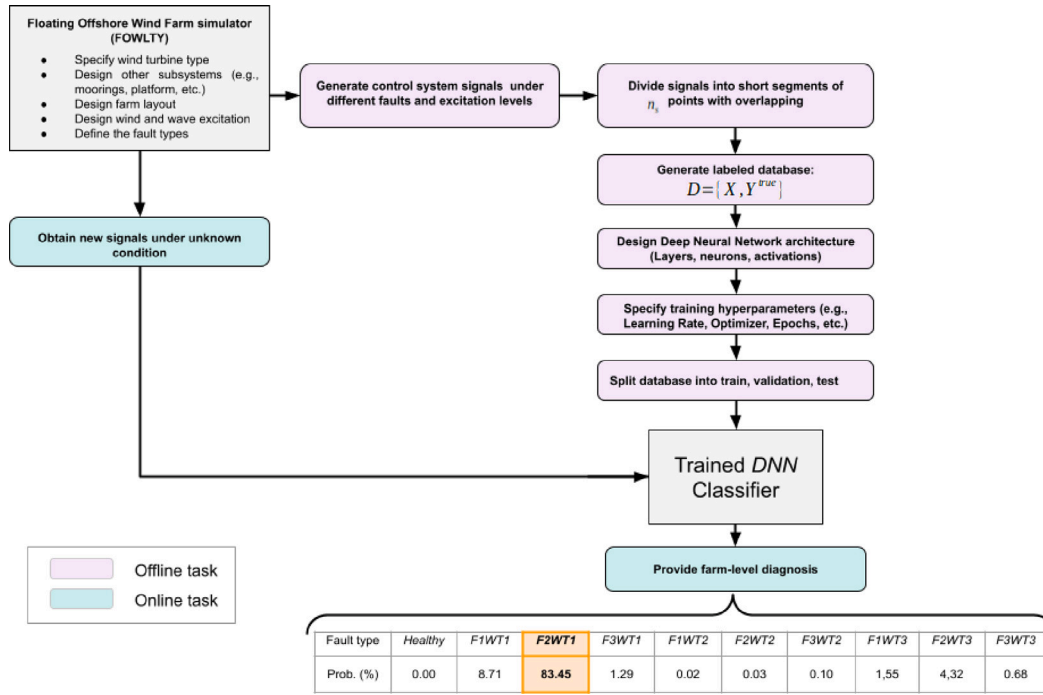 Floating Offshore Wind Farm simulator
(FOWLTY)
● Specify wind turbine type
● Design other subsystems (e.g.,
moorings, platform, etc.)
● Design farm layout
● Design wind and wave excitation
● Define the fault types
Generate control system signals under
different faults and excitation levels
Divide signals into short segments of
n_s points with overlapping
Generate labeled database:
D={X,Y^true}
Design Deep Neural Network architecture
(Layers, neurons, activations)
Specify training hyperparameters (e.g.,
Learning Rate, Optimizer, Epochs, etc.)
Split database into train, validation, test
Obtain new signals under unknown
condition
Trained DNN
Classifier
Provide farm-level diagnosis
Offline task
Online task
Fault type Healthy F1WT1 F2WT1 F3WT1 F1WT2 F2WT2 F3WT2 F1WT3 F2WT3 F3WT3
Prob. (%) 0.00 8.71 83.45 1.29 0.02 0.03 0.10 1,55 4,32 0.68